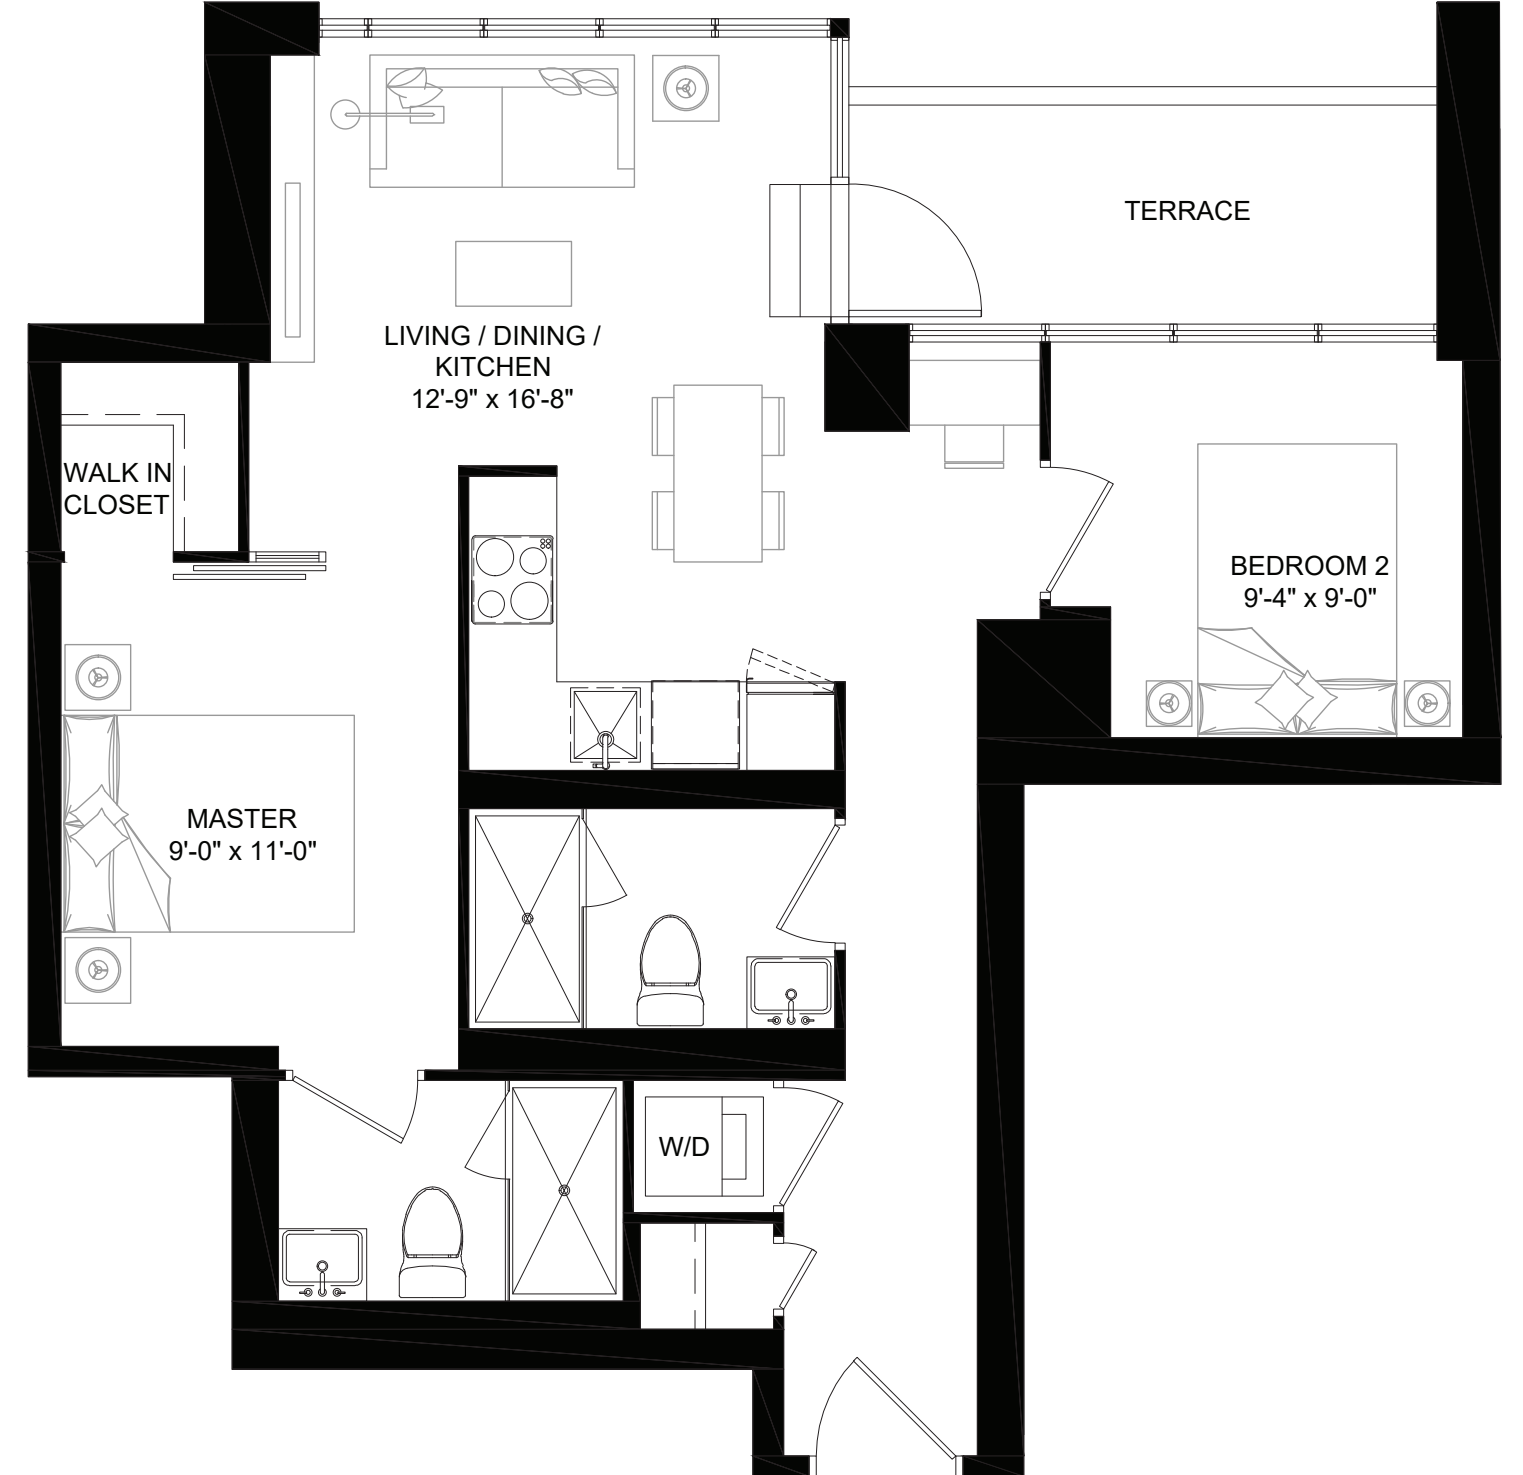 TERRACE
LIVING / DINING /
KITCHEN
12'-9" x 16'-8"
WALK IN
CLOSET
BEDROOM 2
9'-4" x 9'-0"
MASTER
9'-0" x 11'-0"
W/D